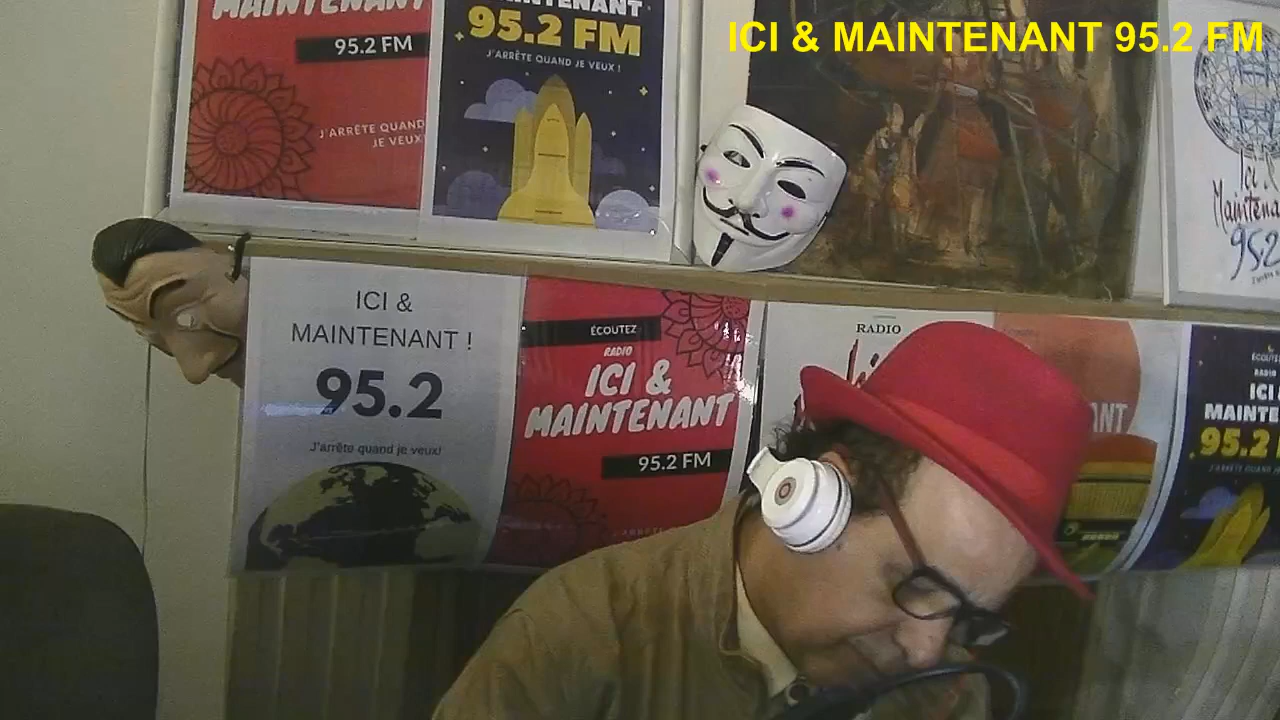 ICI & MAINTENANT 95.2 FM
MAINTENANT
95.2 FM
J'ARRÊTE QUAND
JE VEUX
95.2 FM
J'ARRÊTE QUAND JE VEUX !
Ici
Maintenant
95.2
ICI &
MAINTENANT !
95.2
J'arrête quand je veux!
ÉCOUTEZ
RADIO
ICI &
MAINTENANT
95.2 FM
RADIO
ÉCOUTEZ
RADIO
ICI
95.2